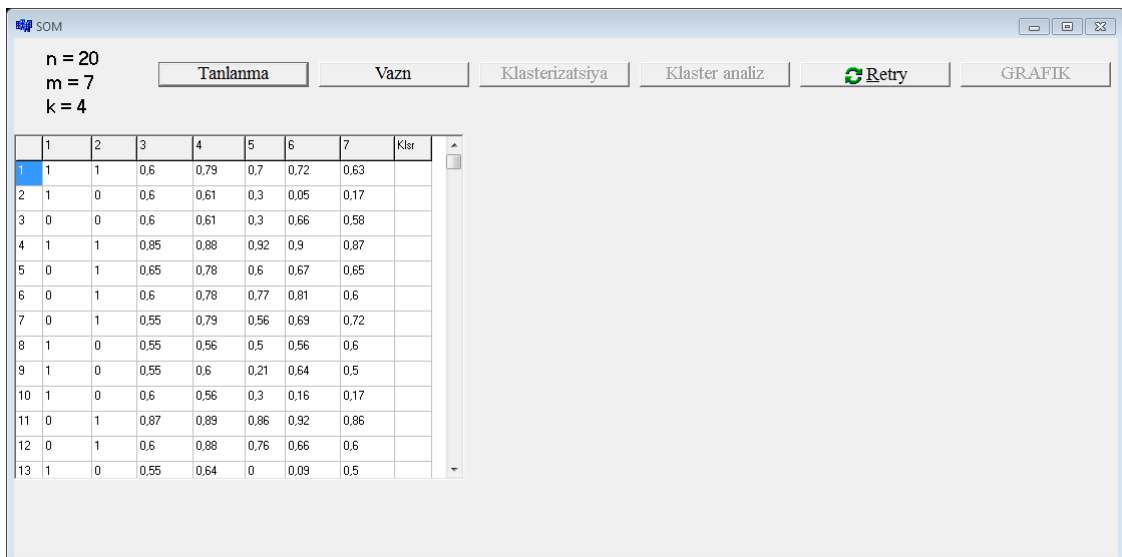 SOM
n = 20
m = 7
k = 4
Tanlanma Vazn Klasterizatsiya Klaster analiz Retry GRAFIK
1 2 3 4 5 6 7 Klsr
1 1 1 0,6 0,79 0,7 0,72 0,63
2 1 0 0,6 0,61 0,3 0,05 0,17
3 0 0 0,6 0,61 0,3 0,66 0,58
4 1 1 0,85 0,88 0,92 0,9 0,87
5 0 1 0,65 0,78 0,6 0,67 0,65
6 0 1 0,6 0,78 0,77 0,81 0,6
7 0 1 0,55 0,79 0,56 0,69 0,72
8 1 0 0,55 0,56 0,5 0,56 0,6
9 1 0 0,55 0,6 0,21 0,64 0,5
10 1 0 0,6 0,56 0,3 0,16 0,17
11 0 1 0,87 0,89 0,86 0,92 0,86
12 0 1 0,6 0,88 0,76 0,66 0,6
13 1 0 0,55 0,64 0 0,09 0,5